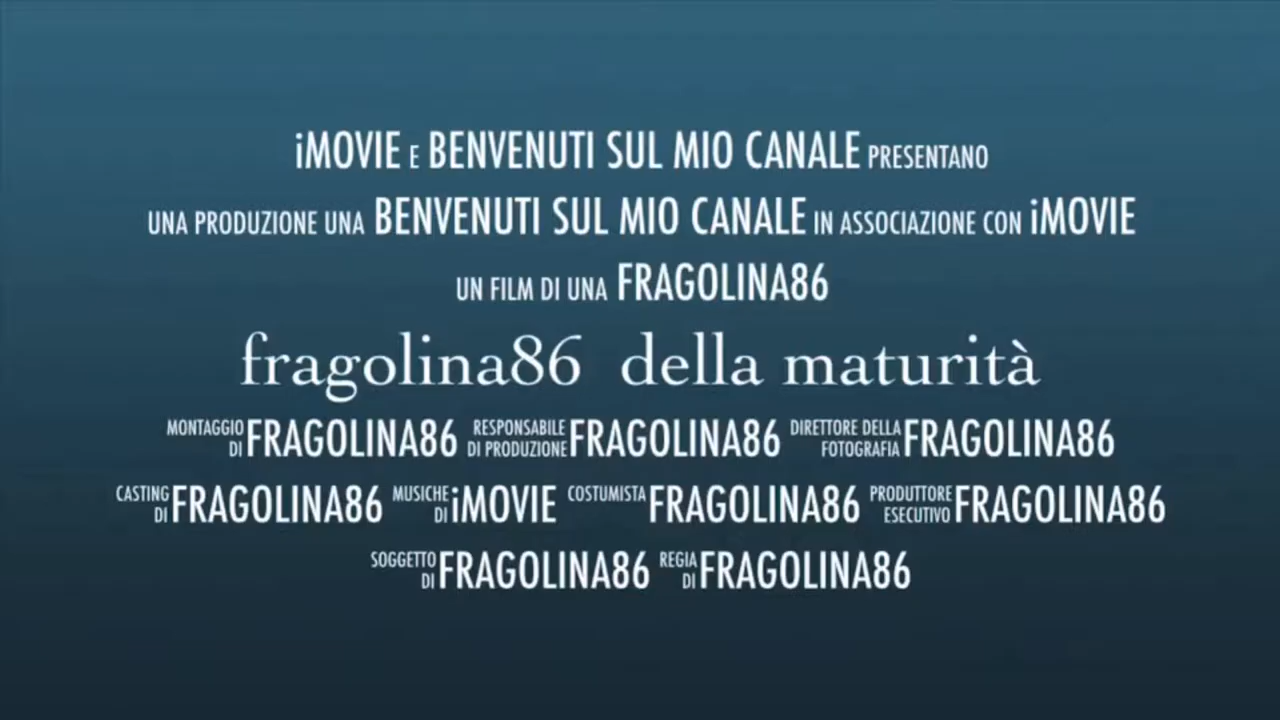 iMOVIE E BENVENUTI SUL MIO CANALE PRESENTANO
UNA PRODUZIONE UNA BENVENUTI SUL MIO CANALE IN ASSOCIAZIONE CON iMOVIE
UN FILM DI UNA FRAGOLINA86
fragolina86 della maturità
MONTAGGIO DI FRAGOLINA86 RESPONSABILE DI PRODUZIONE FRAGOLINA86 DIRETTORE DELLA FOTOGRAFIA FRAGOLINA86
CASTING DI FRAGOLINA86 MUSICHE DI iMOVIE COSTUMISTA FRAGOLINA86 PRODUTTORE ESECUTIVO FRAGOLINA86
SOGGETTO DI FRAGOLINA86 REGIA DI FRAGOLINA86